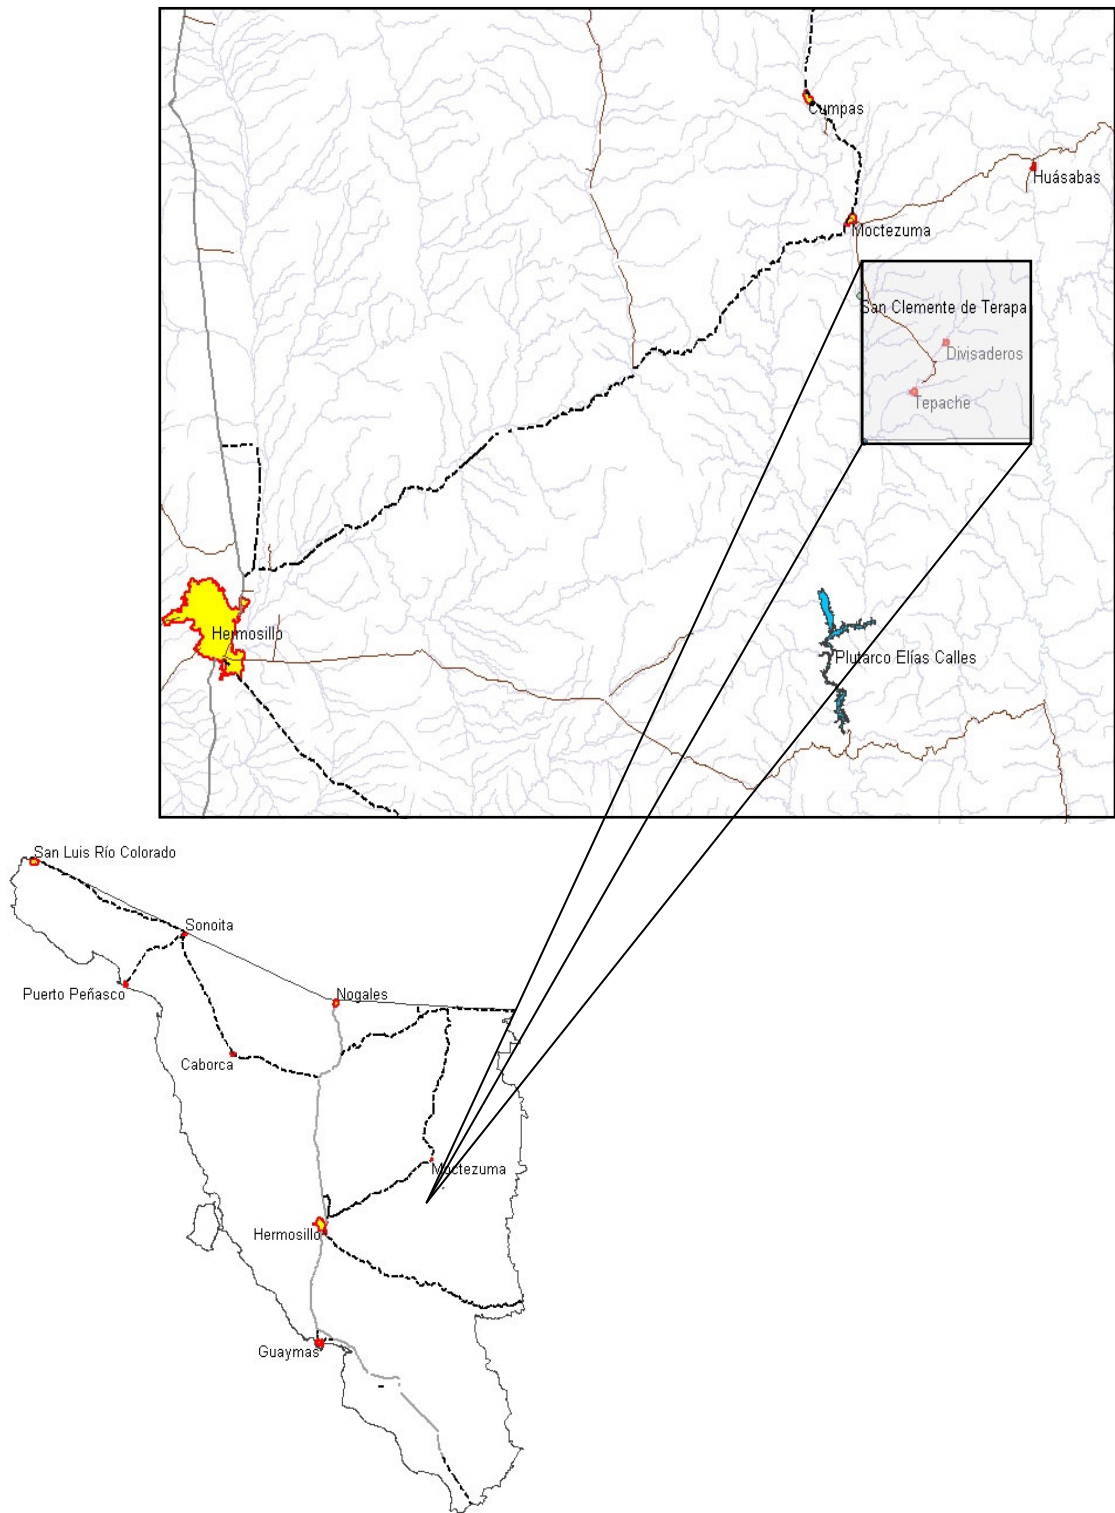 Cumpas
Huásabas
Moctezuma
San Clemente de Terapa
Divisaderos
Tepache
Hermosillo
Plutarco Elías Calles
San Luis Río Colorado
Sonoita
Puerto Peñasco
Nogales
Caborca
Moctezuma
Hermosillo
Guaymas